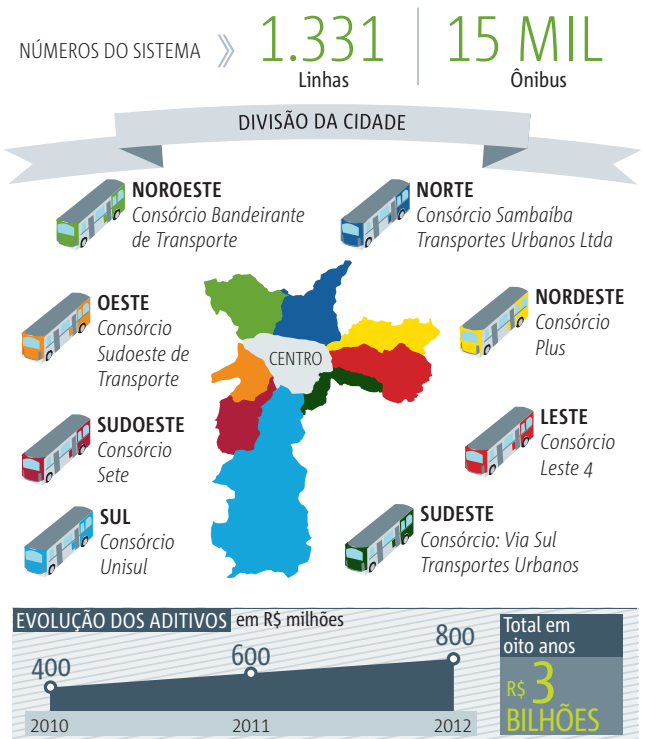 NÚMEROS DO SISTEMA
1.331
Linhas
15 MIL
Ônibus
DIVISÃO DA CIDADE
NOROESTE
Consórcio Bandeirante
de Transporte
NORTE
Consórcio Sambaíba
Transportes Urbanos Ltda
OESTE
Consórcio
Sudoeste de
Transporte
NORDESTE
Consórcio
Plus
CENTRO
SUDOESTE
Consórcio
Sete
LESTE
Consórcio
Leste 4
SUL
Consórcio
Unisul
SUDESTE
Consórcio: Via Sul
Transportes Urbanos
EVOLUÇÃO DOS ADITIVOS em R$ milhões
400
600
800
2010
2011
2012
Total em
oito anos
R$ 3
BILHÕES